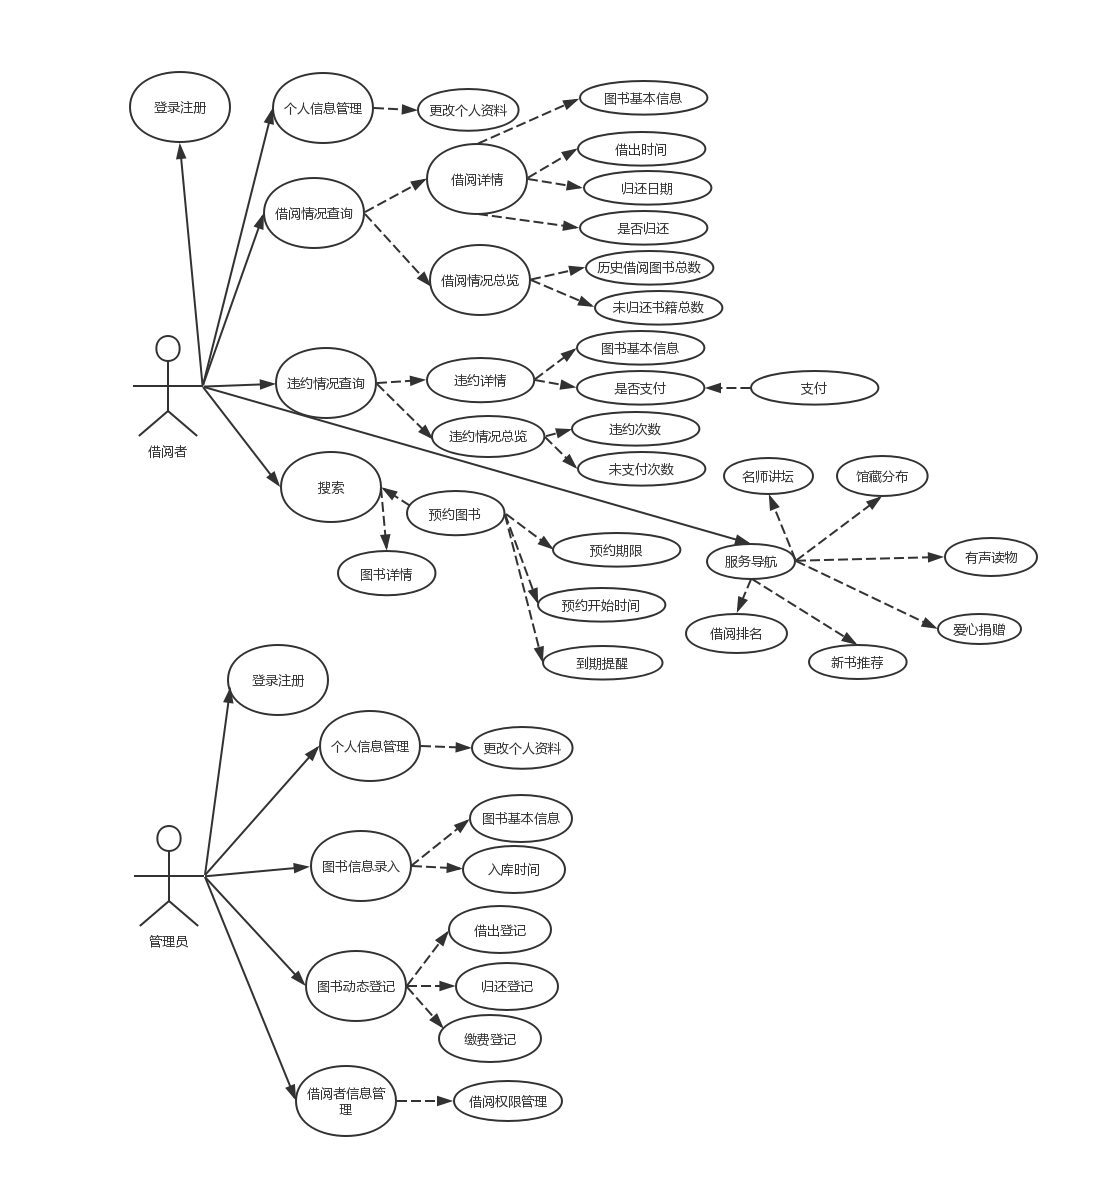 登录注册
个人信息管理
更改个人资料
图书基本信息
借阅情况查询
借阅详情
借出时间
归还日期
是否归还
借阅情况总览
历史借阅图书总数
未归还书籍总数
借阅者
违约情况查询
违约详情
图书基本信息
是否支付
支付
违约情况总览
违约次数
未支付次数
搜索
预约图书
图书详情
预约期限
预约开始时间
到期提醒
名师讲坛
馆藏分布
服务导航
有声读物
借阅排名
新书推荐
爱心捐赠
登录注册
个人信息管理
更改个人资料
图书信息录入
图书基本信息
入库时间
管理员
图书动态登记
借出登记
归还登记
缴费登记
借阅者信息管
理
借阅权限管理